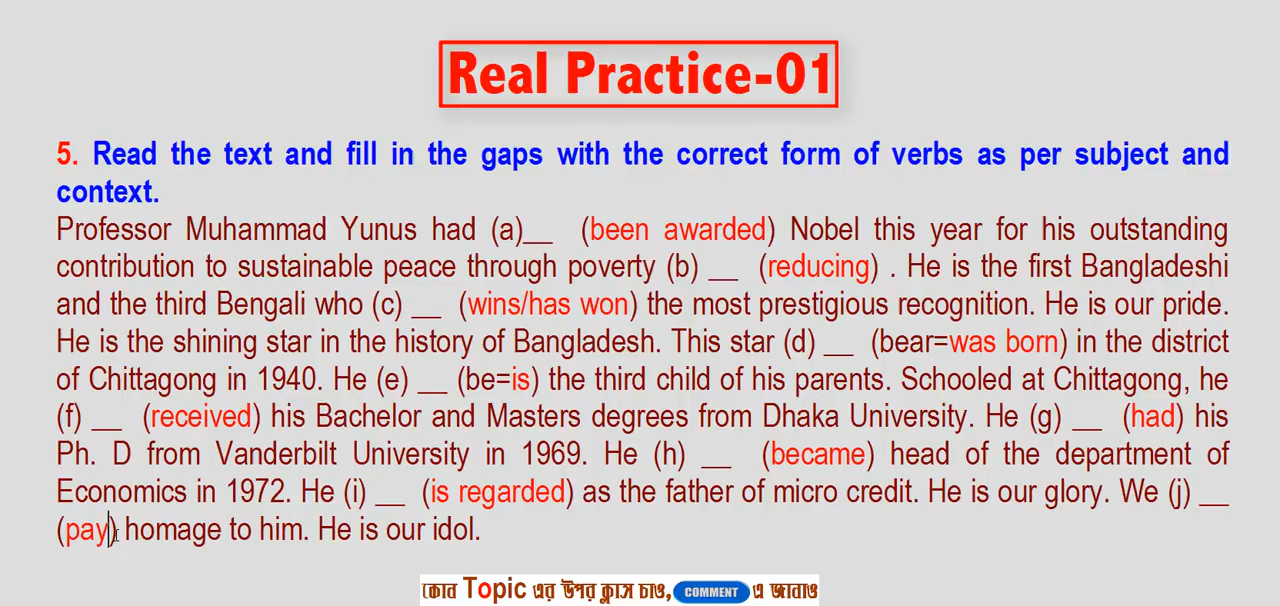 Real Practice-01
5. Read the text and fill in the gaps with the correct form of verbs as per subject and
context.
Professor Muhammad Yunus had (a)__ (been awarded) Nobel this year for his outstanding
contribution to sustainable peace through poverty (b) __ (reducing) . He is the first Bangladeshi
and the third Bengali who (c) __ (wins/has won) the most prestigious recognition. He is our pride.
He is the shining star in the history of Bangladesh. This star (d) __ (bear=was born) in the district
of Chittagong in 1940. He (e) __ (be=is) the third child of his parents. Schooled at Chittagong, he
(f) __ (received) his Bachelor and Masters degrees from Dhaka University. He (g) __ (had) his
Ph. D from Vanderbilt University in 1969. He (h) __ (became) head of the department of
Economics in 1972. He (i) __ (is regarded) as the father of micro credit. He is our glory. We (j) __
(pay) homage to him. He is our idol.
কোন Topic এর উপর ক্লাস চাও, COMMENT এ জানাও